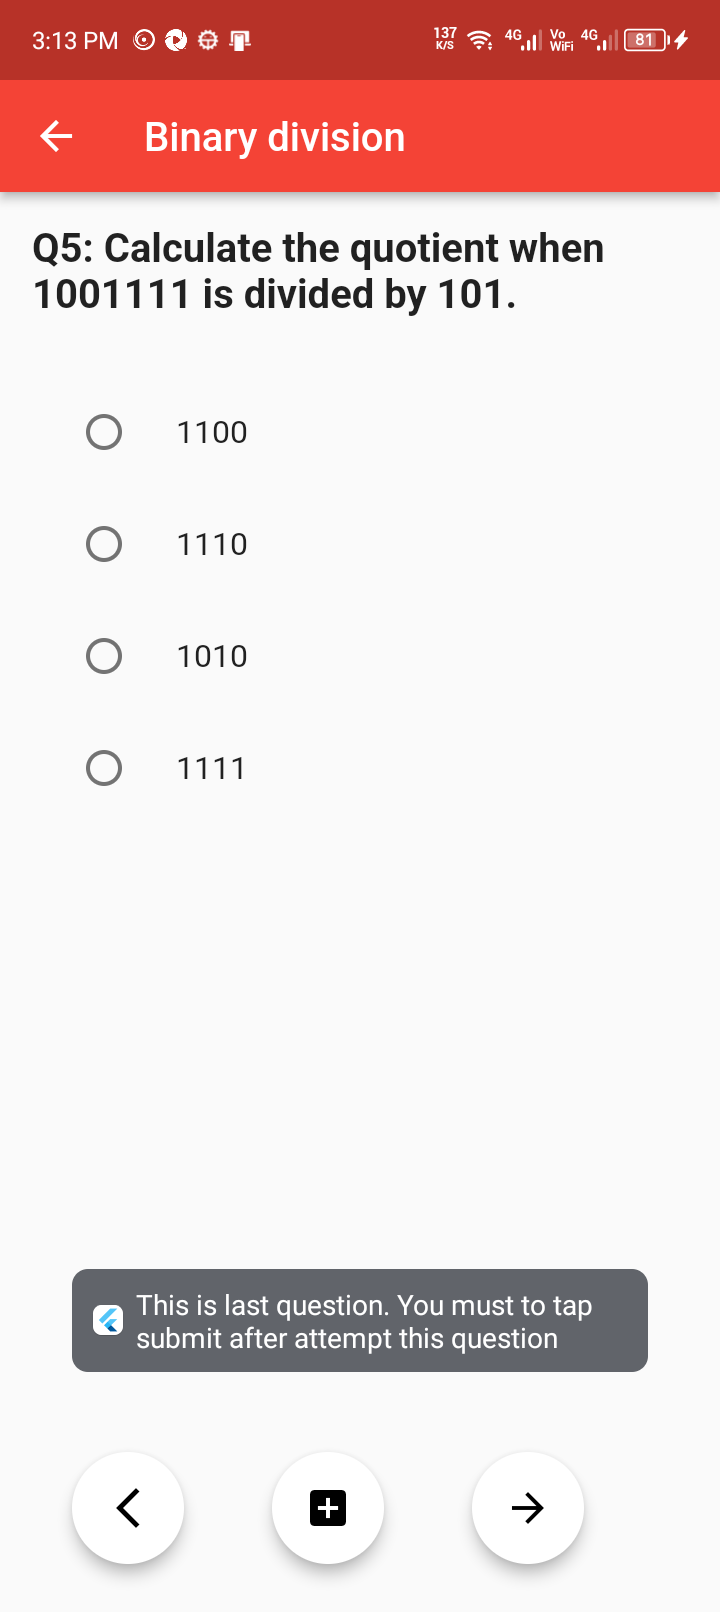 3:13 PM 137 K/S 4G Vo WiFi 4G 81
Binary division
Q5: Calculate the quotient when
1001111 is divided by 101.
1100
1110
1010
1111
This is last question. You must to tap
submit after attempt this question